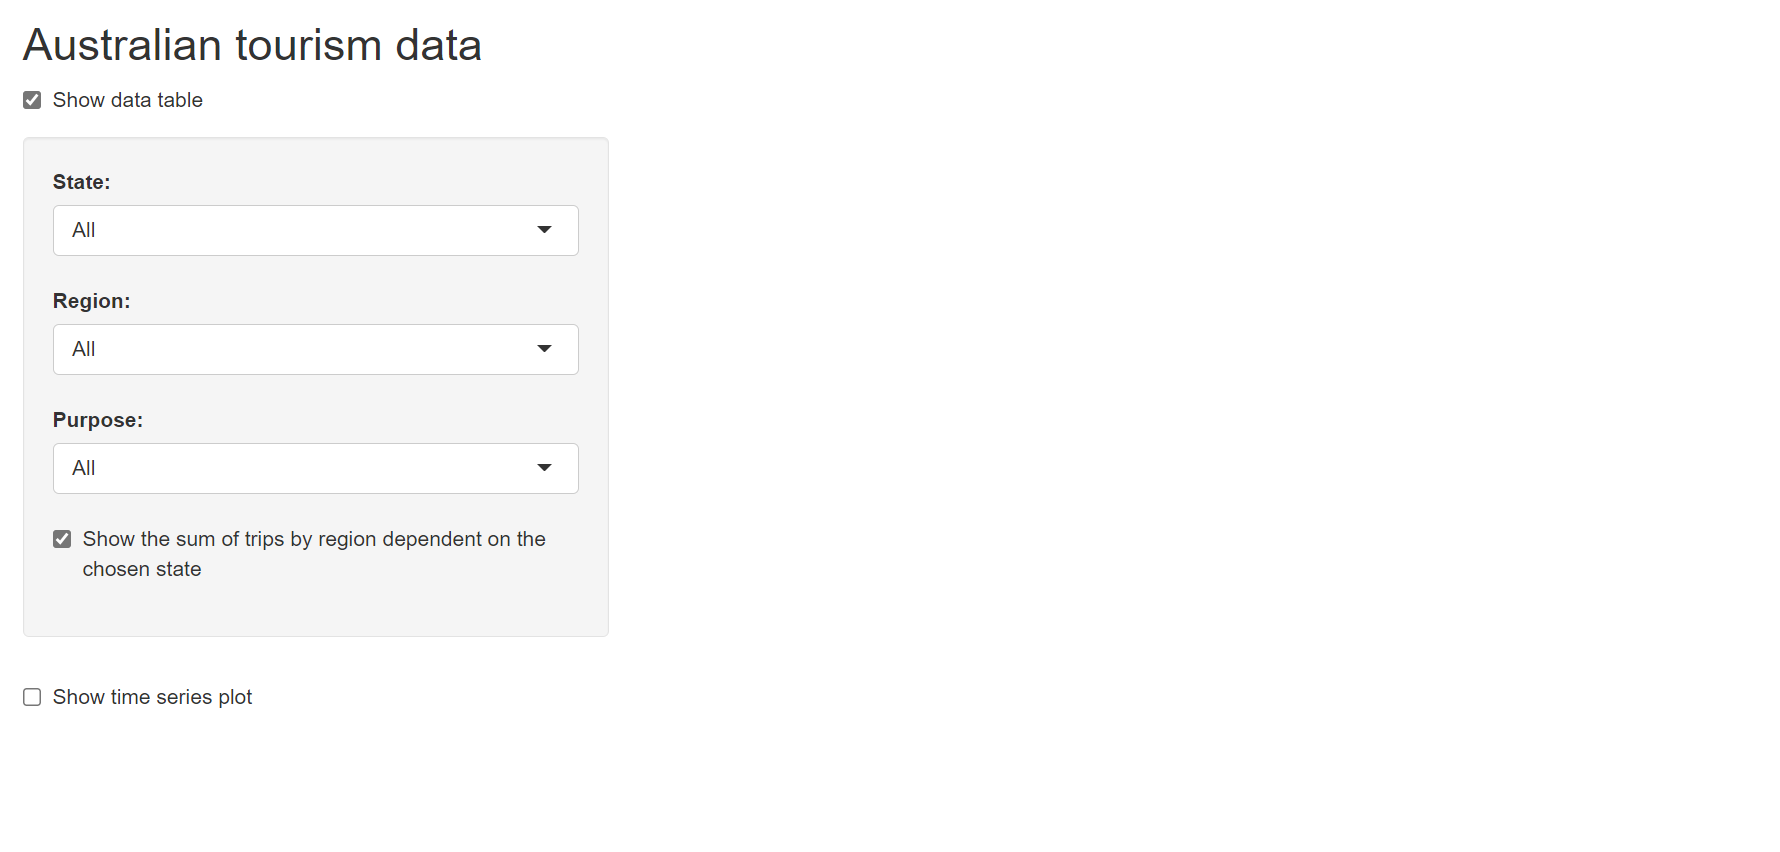 Australian tourism data
Show data table
State:
All
Region:
All
Purpose:
All
Show the sum of trips by region dependent on the
chosen state
Show time series plot